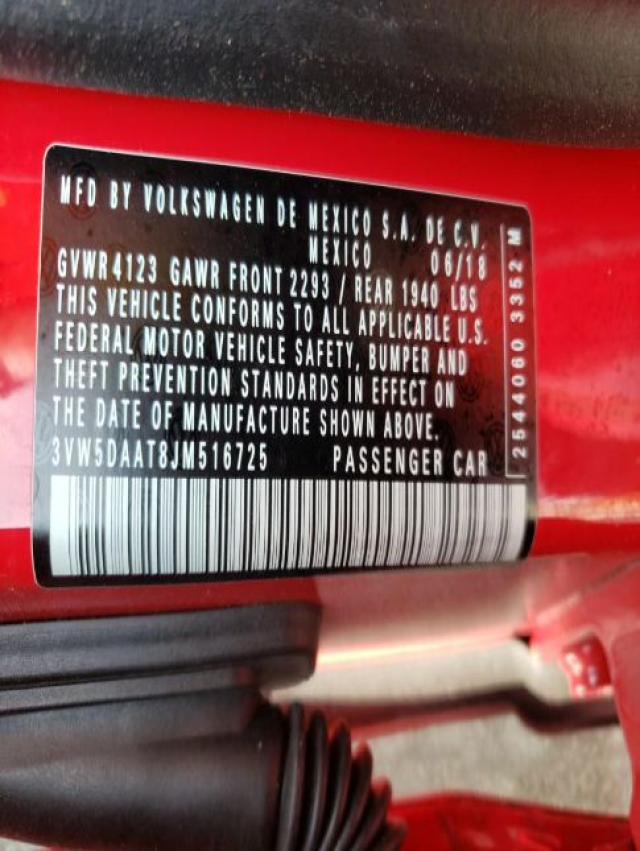 MFD BY VOLKSWAGEN DE MEXICO S.A. DE C.V.
MEXICO 06/18
GVWR 4123 GAWR FRONT 2293 / REAR 1940 LBS
THIS VEHICLE CONFORMS TO ALL APPLICABLE U.S.
FEDERAL MOTOR VEHICLE SAFETY, BUMPER AND
THEFT PREVENTION STANDARDS IN EFFECT ON
THE DATE OF MANUFACTURE SHOWN ABOVE.
3VW5DAAT8JM516725 PASSENGER CAR
2544060 3352 M